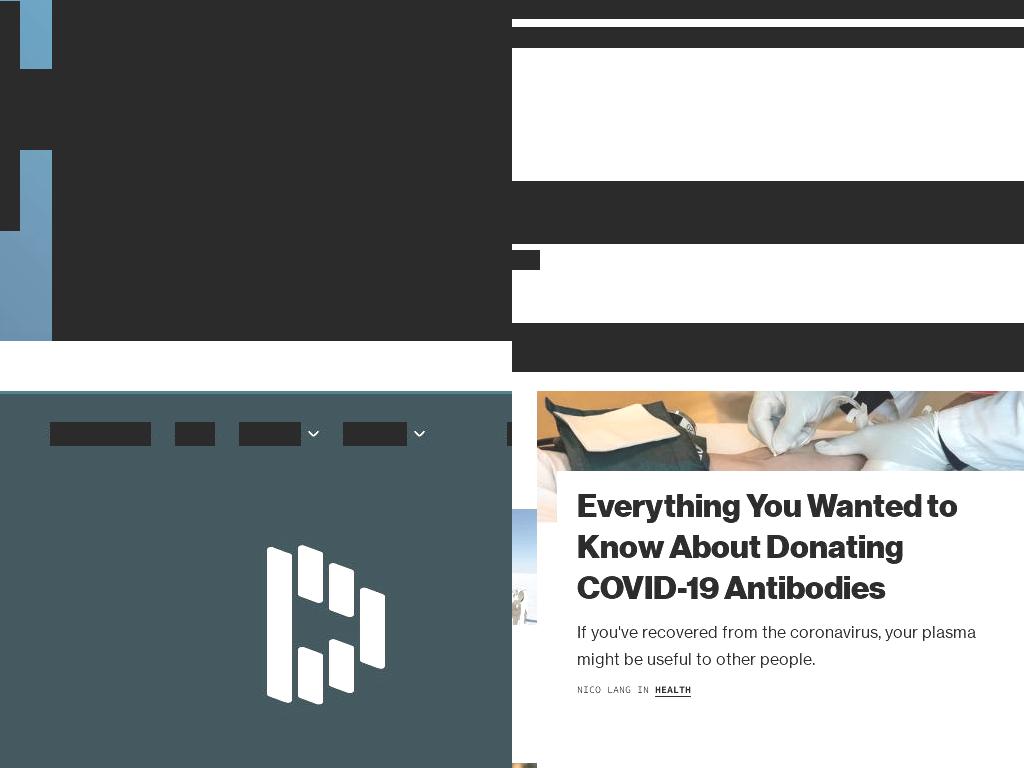 Everything You Wanted to
Know About Donating
COVID-19 Antibodies
If you've recovered from the coronavirus, your plasma
might be useful to other people.
NICO LANG IN HEALTH